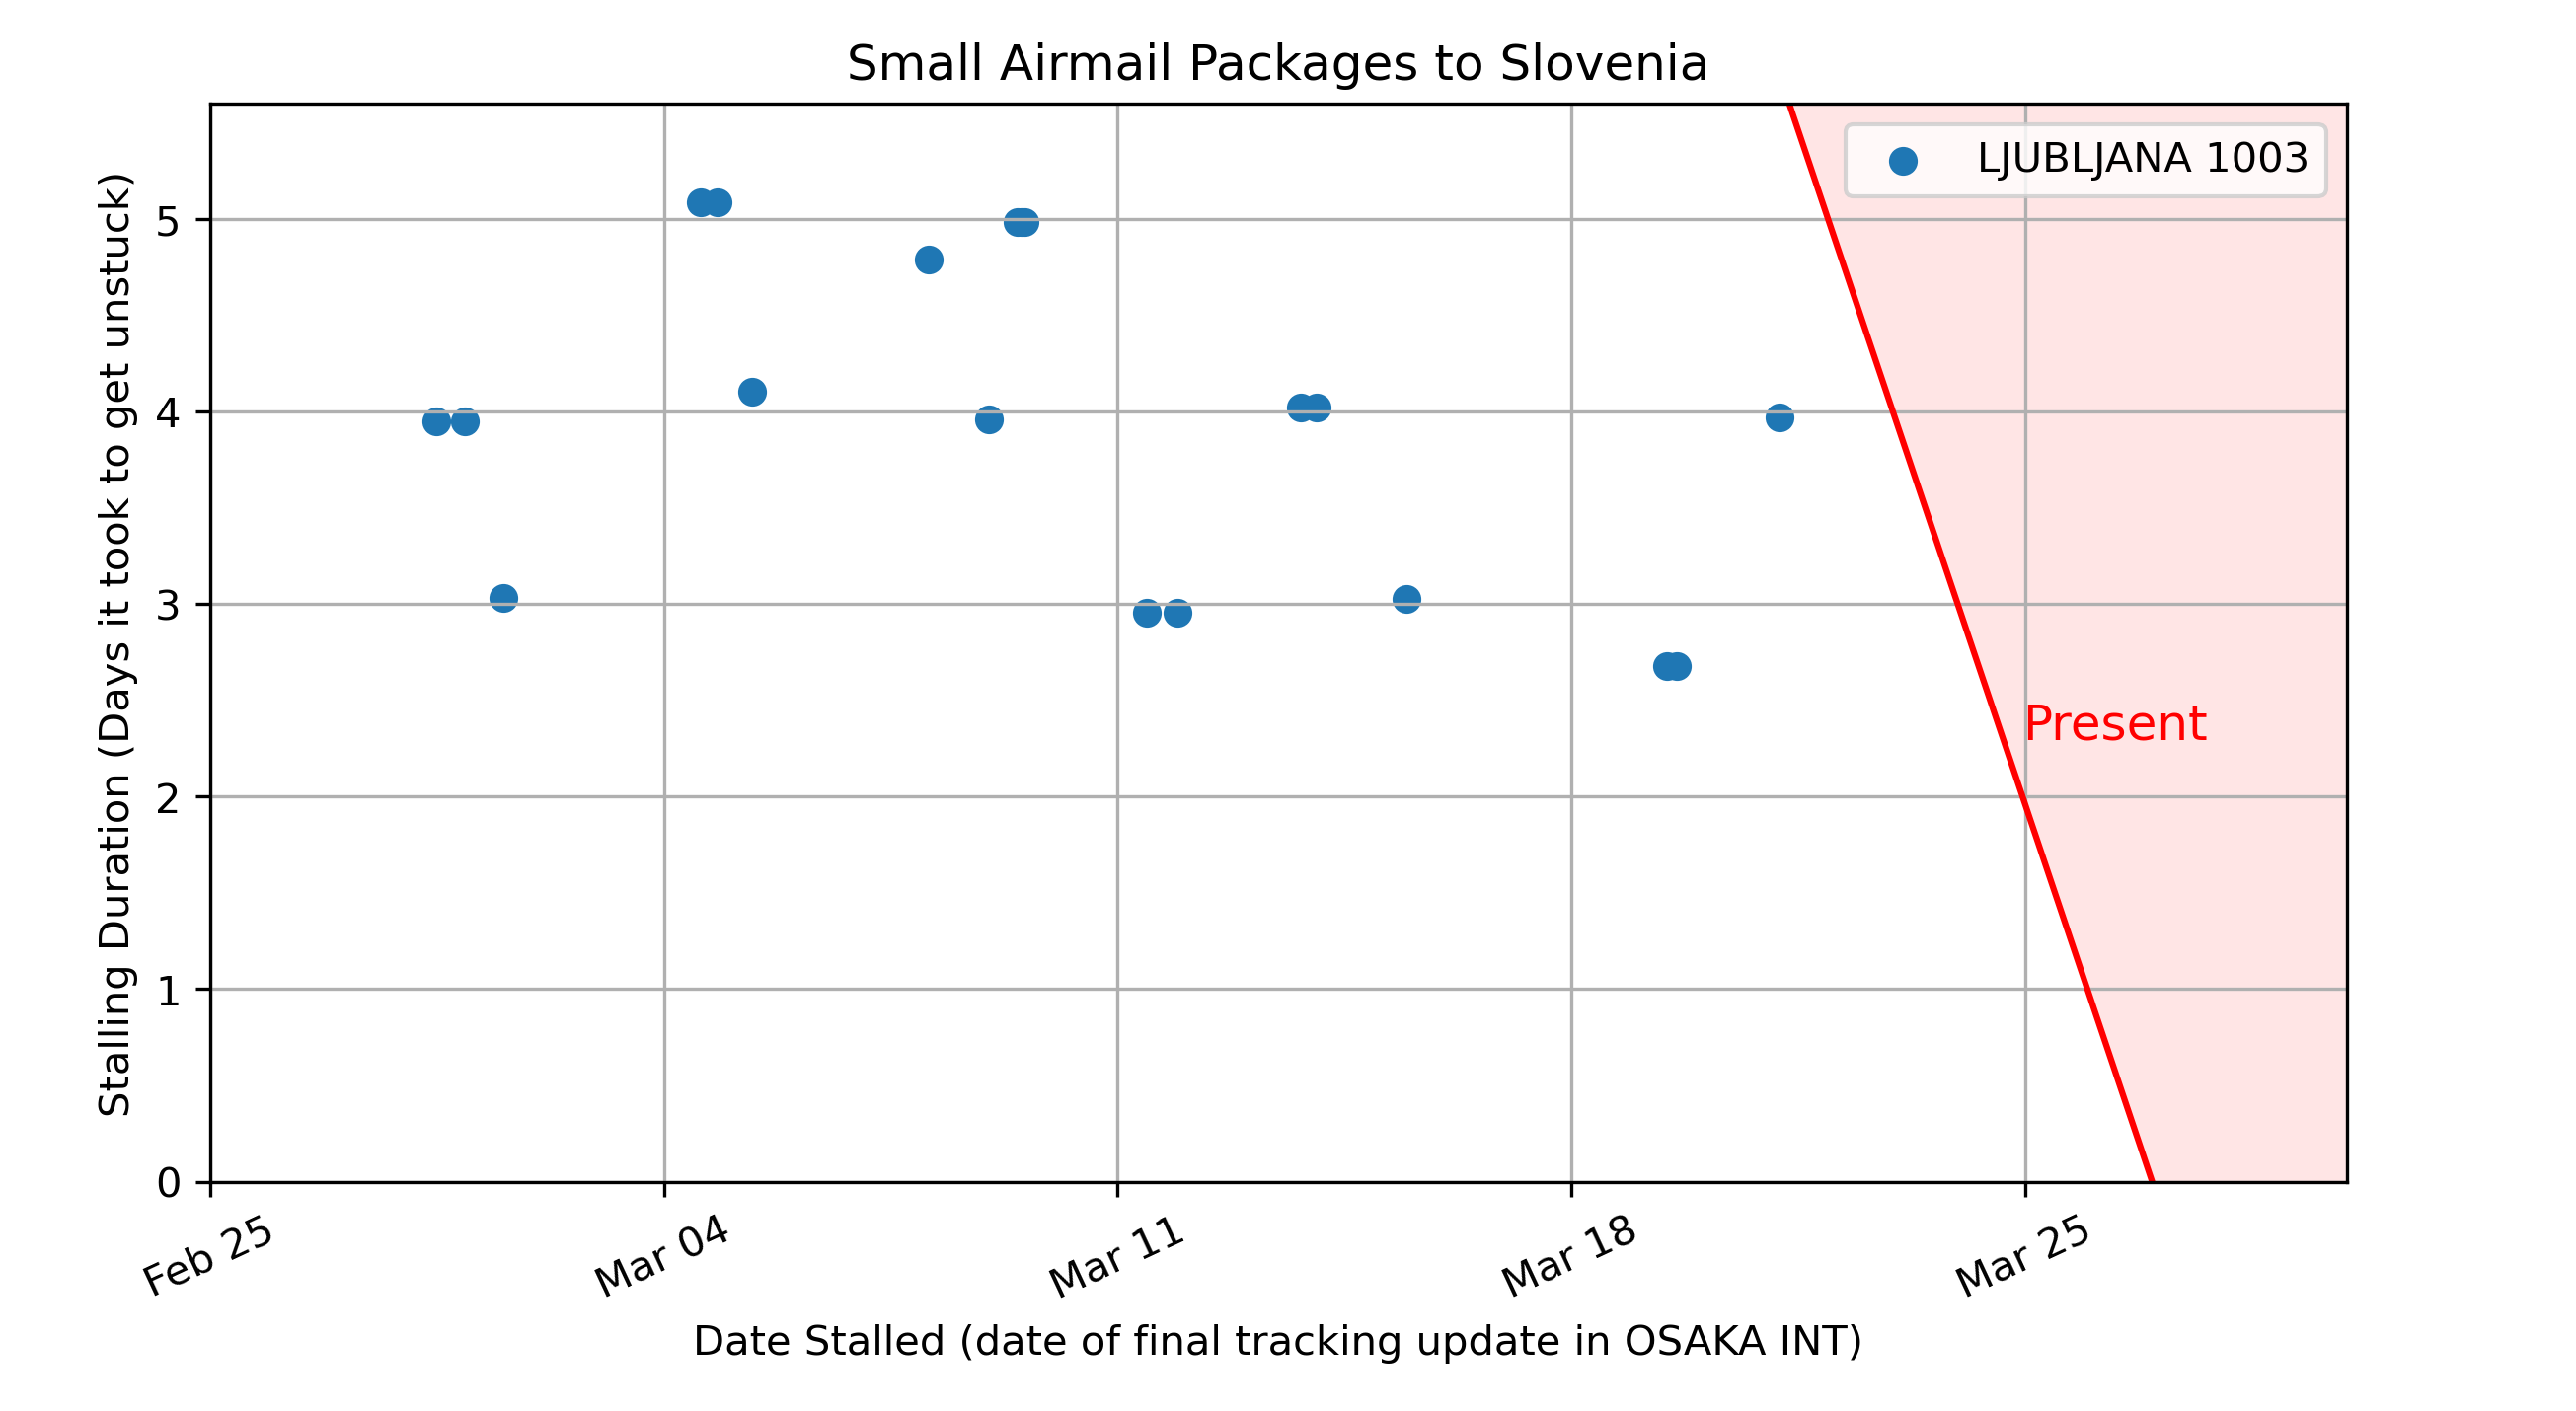 Small Airmail Packages to Slovenia
LJUBLJANA 1003
Stalling Duration (Days it took to get unstuck)
5
4
3
2
1
0
Present
Feb 25
Mar 04
Mar 11
Mar 18
Mar 25
Date Stalled (date of final tracking update in OSAKA INT)